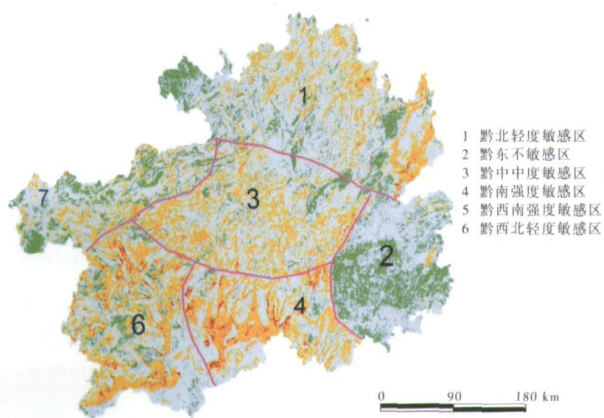 1
1 黔北轻度敏感区
2 黔东不敏感区
3 黔中中度敏感区
4 黔南强度敏感区
5 黔西南强度敏感区
6 黔西北轻度敏感区
7
3
2
4
6
0 90 180 km